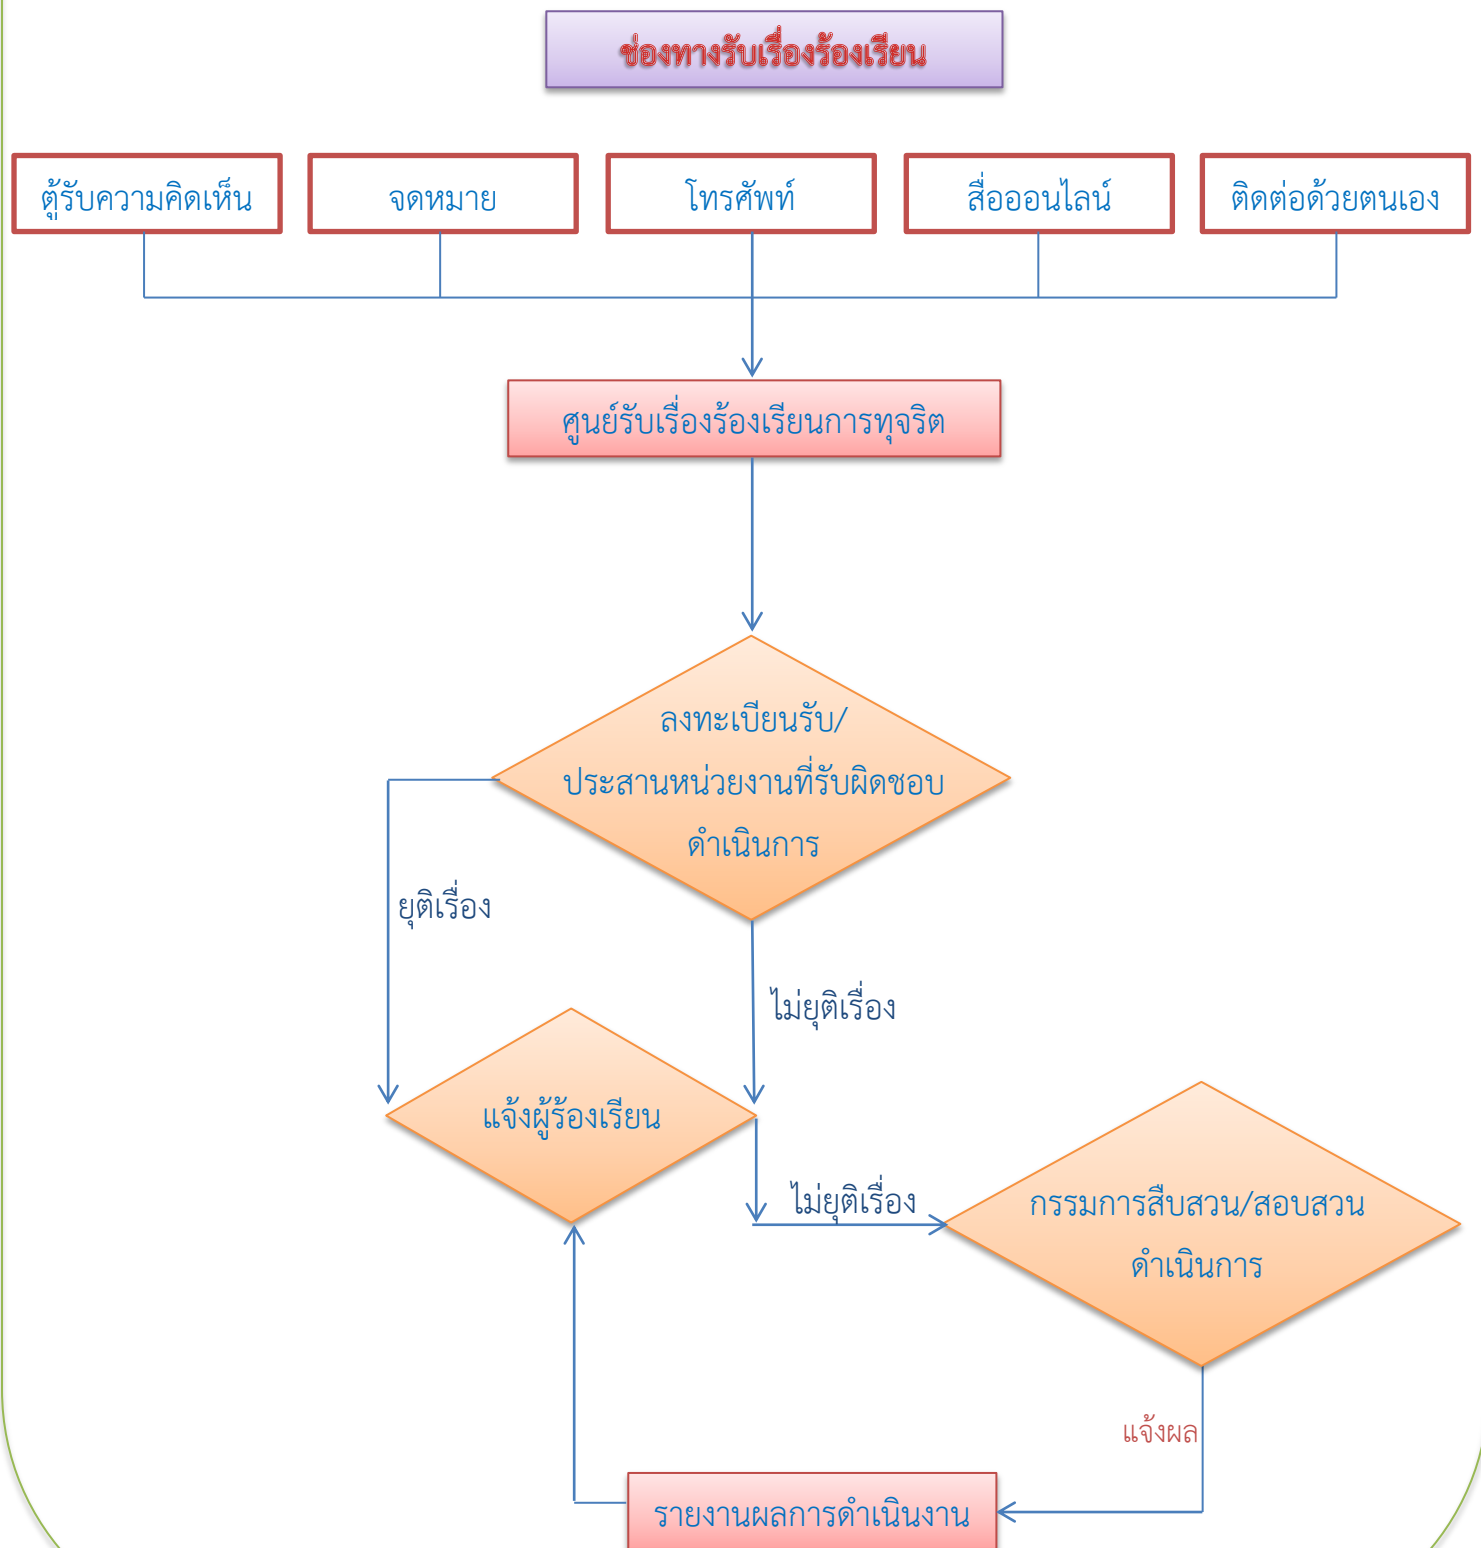 ช่องทางรับเรื่องร้องเรียน
ตู้รับความคิดเห็น
จดหมาย
โทรศัพท์
สื่อออนไลน์
ติดต่อด้วยตนเอง
ศูนย์รับเรื่องร้องเรียนการทุจริต
ลงทะเบียนรับ/
ประสานหน่วยงานที่รับผิดชอบ
ดำเนินการ
ยุติเรื่อง
ไม่ยุติเรื่อง
แจ้งผู้ร้องเรียน
ไม่ยุติเรื่อง
กรรมการสืบสวน/สอบสวน
ดำเนินการ
แจ้งผล
รายงานผลการดำเนินงาน